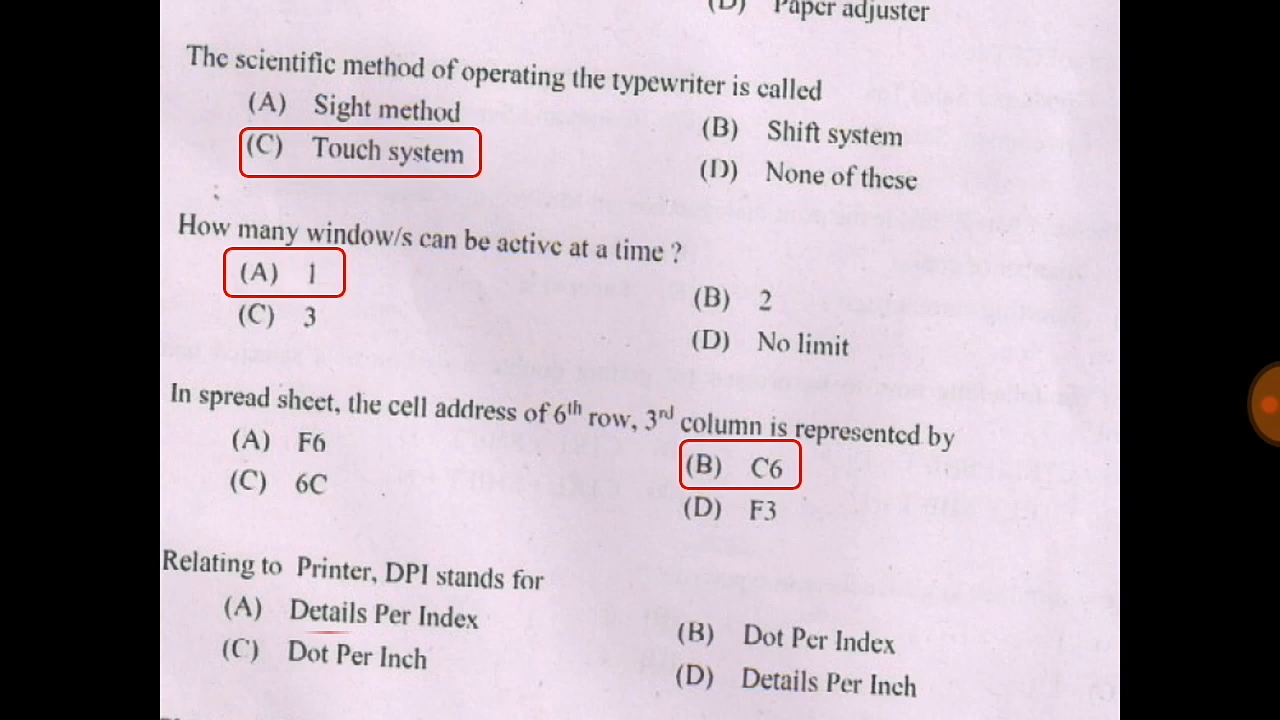 (D) Paper adjuster
The scientific method of operating the typewriter is called
(A) Sight method
(B) Shift system
(C) Touch system
(D) None of these
How many window/s can be active at a time ?
(A) 1
(B) 2
(C) 3
(D) No limit
In spread sheet, the cell address of 6th row, 3rd column is represented by
(A) F6
(B) C6
(C) 6C
(D) F3
Relating to Printer, DPI stands for
(A) Details Per Index
(B) Dot Per Index
(C) Dot Per Inch
(D) Details Per Inch